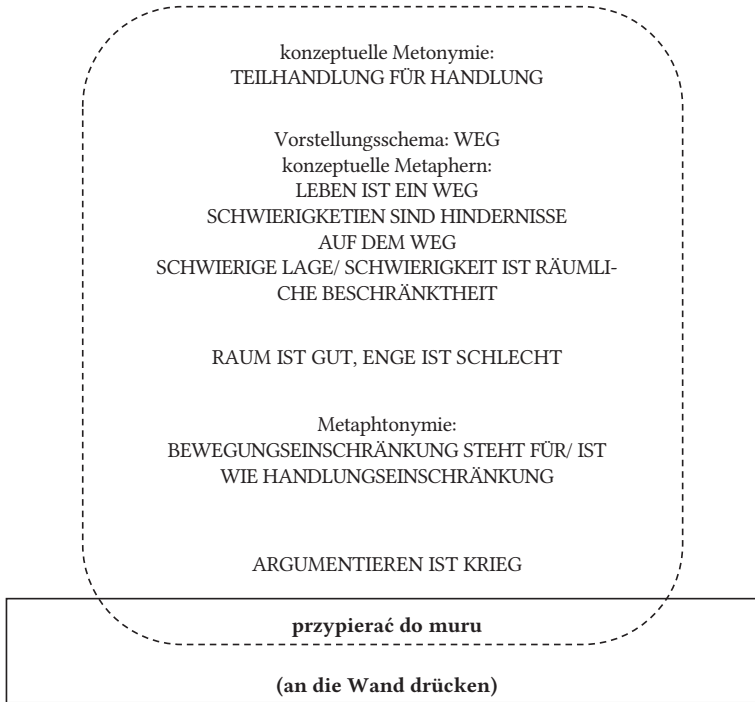 konzeptuelle Metonymie:
TEILHANDLUNG FÜR HANDLUNG
Vorstellungsschema: WEG
konzeptuelle Metaphern:
LEBEN IST EIN WEG
SCHWIERIGKETIEN SIND HINDERNISSE
AUF DEM WEG
SCHWIERIGE LAGE/ SCHWIERIGKEIT IST RÄUMLI-
CHE BESCHRÄNKTHEIT
RAUM IST GUT, ENGE IST SCHLECHT
Metaphtonymie:
BEWEGUNGSEINSCHRÄNKUNG STEHT FÜR/ IST
WIE HANDLUNGSEINSCHRÄNKUNG
ARGUMENTIEREN IST KRIEG
przypierać do muru
(an die Wand drücken)